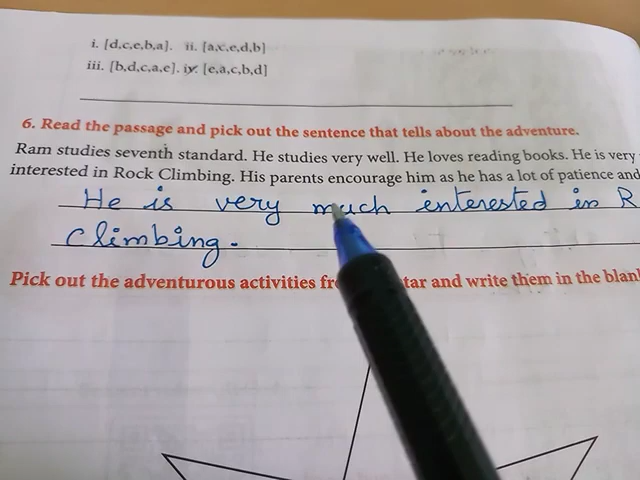 i. [d,c,e,b,a].   ii. [a,c,e,d,b]
iii. [b,d,c,a,e]. iv. [e,a,c,b,d]
6. Read the passage and pick out the sentence that tells about the adventure.
Ram studies seventh standard. He studies very well. He loves reading books. He is very
interested in Rock Climbing. His parents encourage him as he has a lot of patience and
He is very much interested in R
Climbing.
Pick out the adventurous activities tar and write them in the